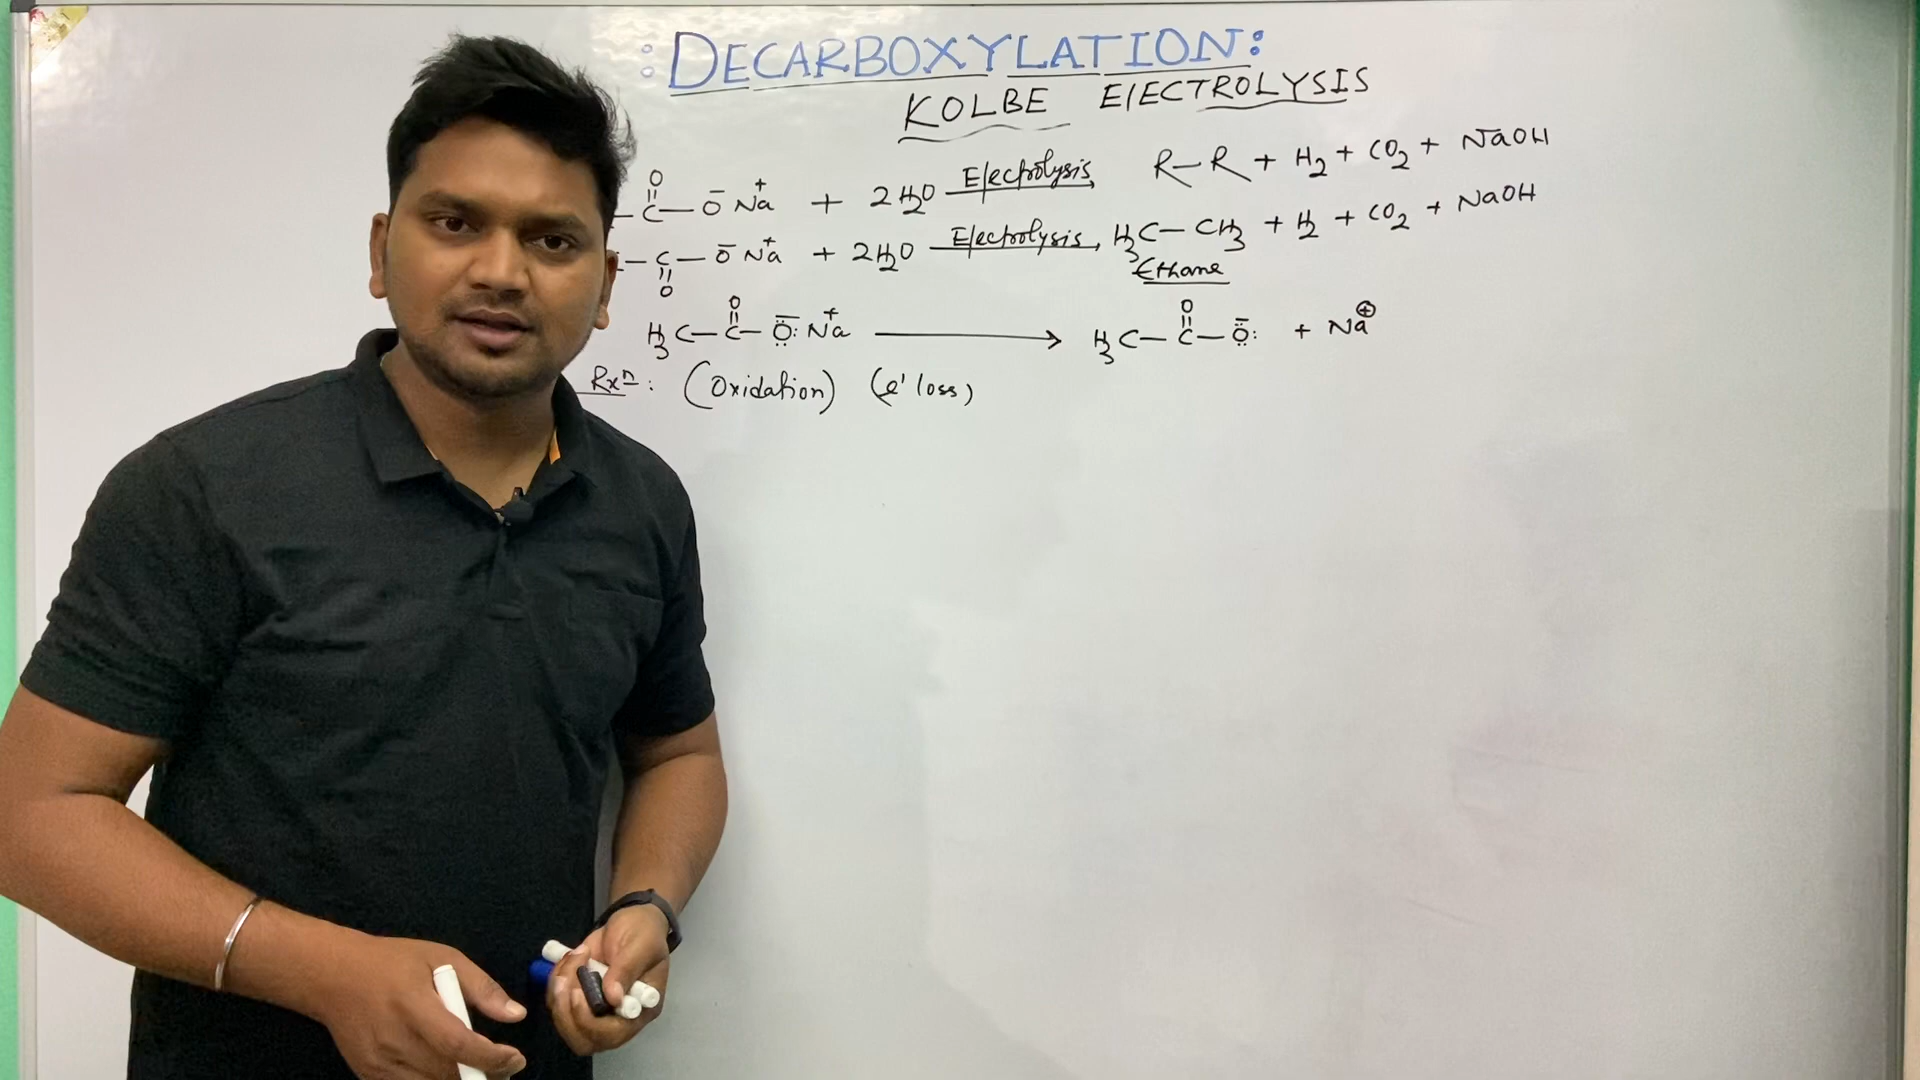 : DECARBOXYLATION:
KOLBE ELECTROLYSIS
O
|| 
— C — O⁻ Na⁺ + 2H₂O Electrolysis R—R + H₂ + CO₂ + NaOH
— C — O⁻ Na⁺ + 2H₂O Electrolysis H₃C — CH₃ + H₂ + CO₂ + NaOH
||
O
Ethane
O O
|| ||
H₃C — C — Ö:⁻ Na⁺ ⟶ H₃C — C — Ö:⁻ + Na⊕
Rxⁿ : (Oxidation) (e' loss)